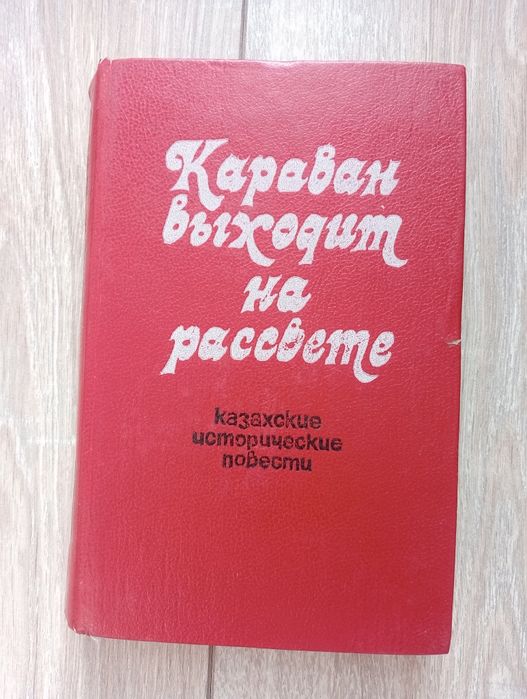 Караван
выходит
на
рассвете
казахские
исторические
повести